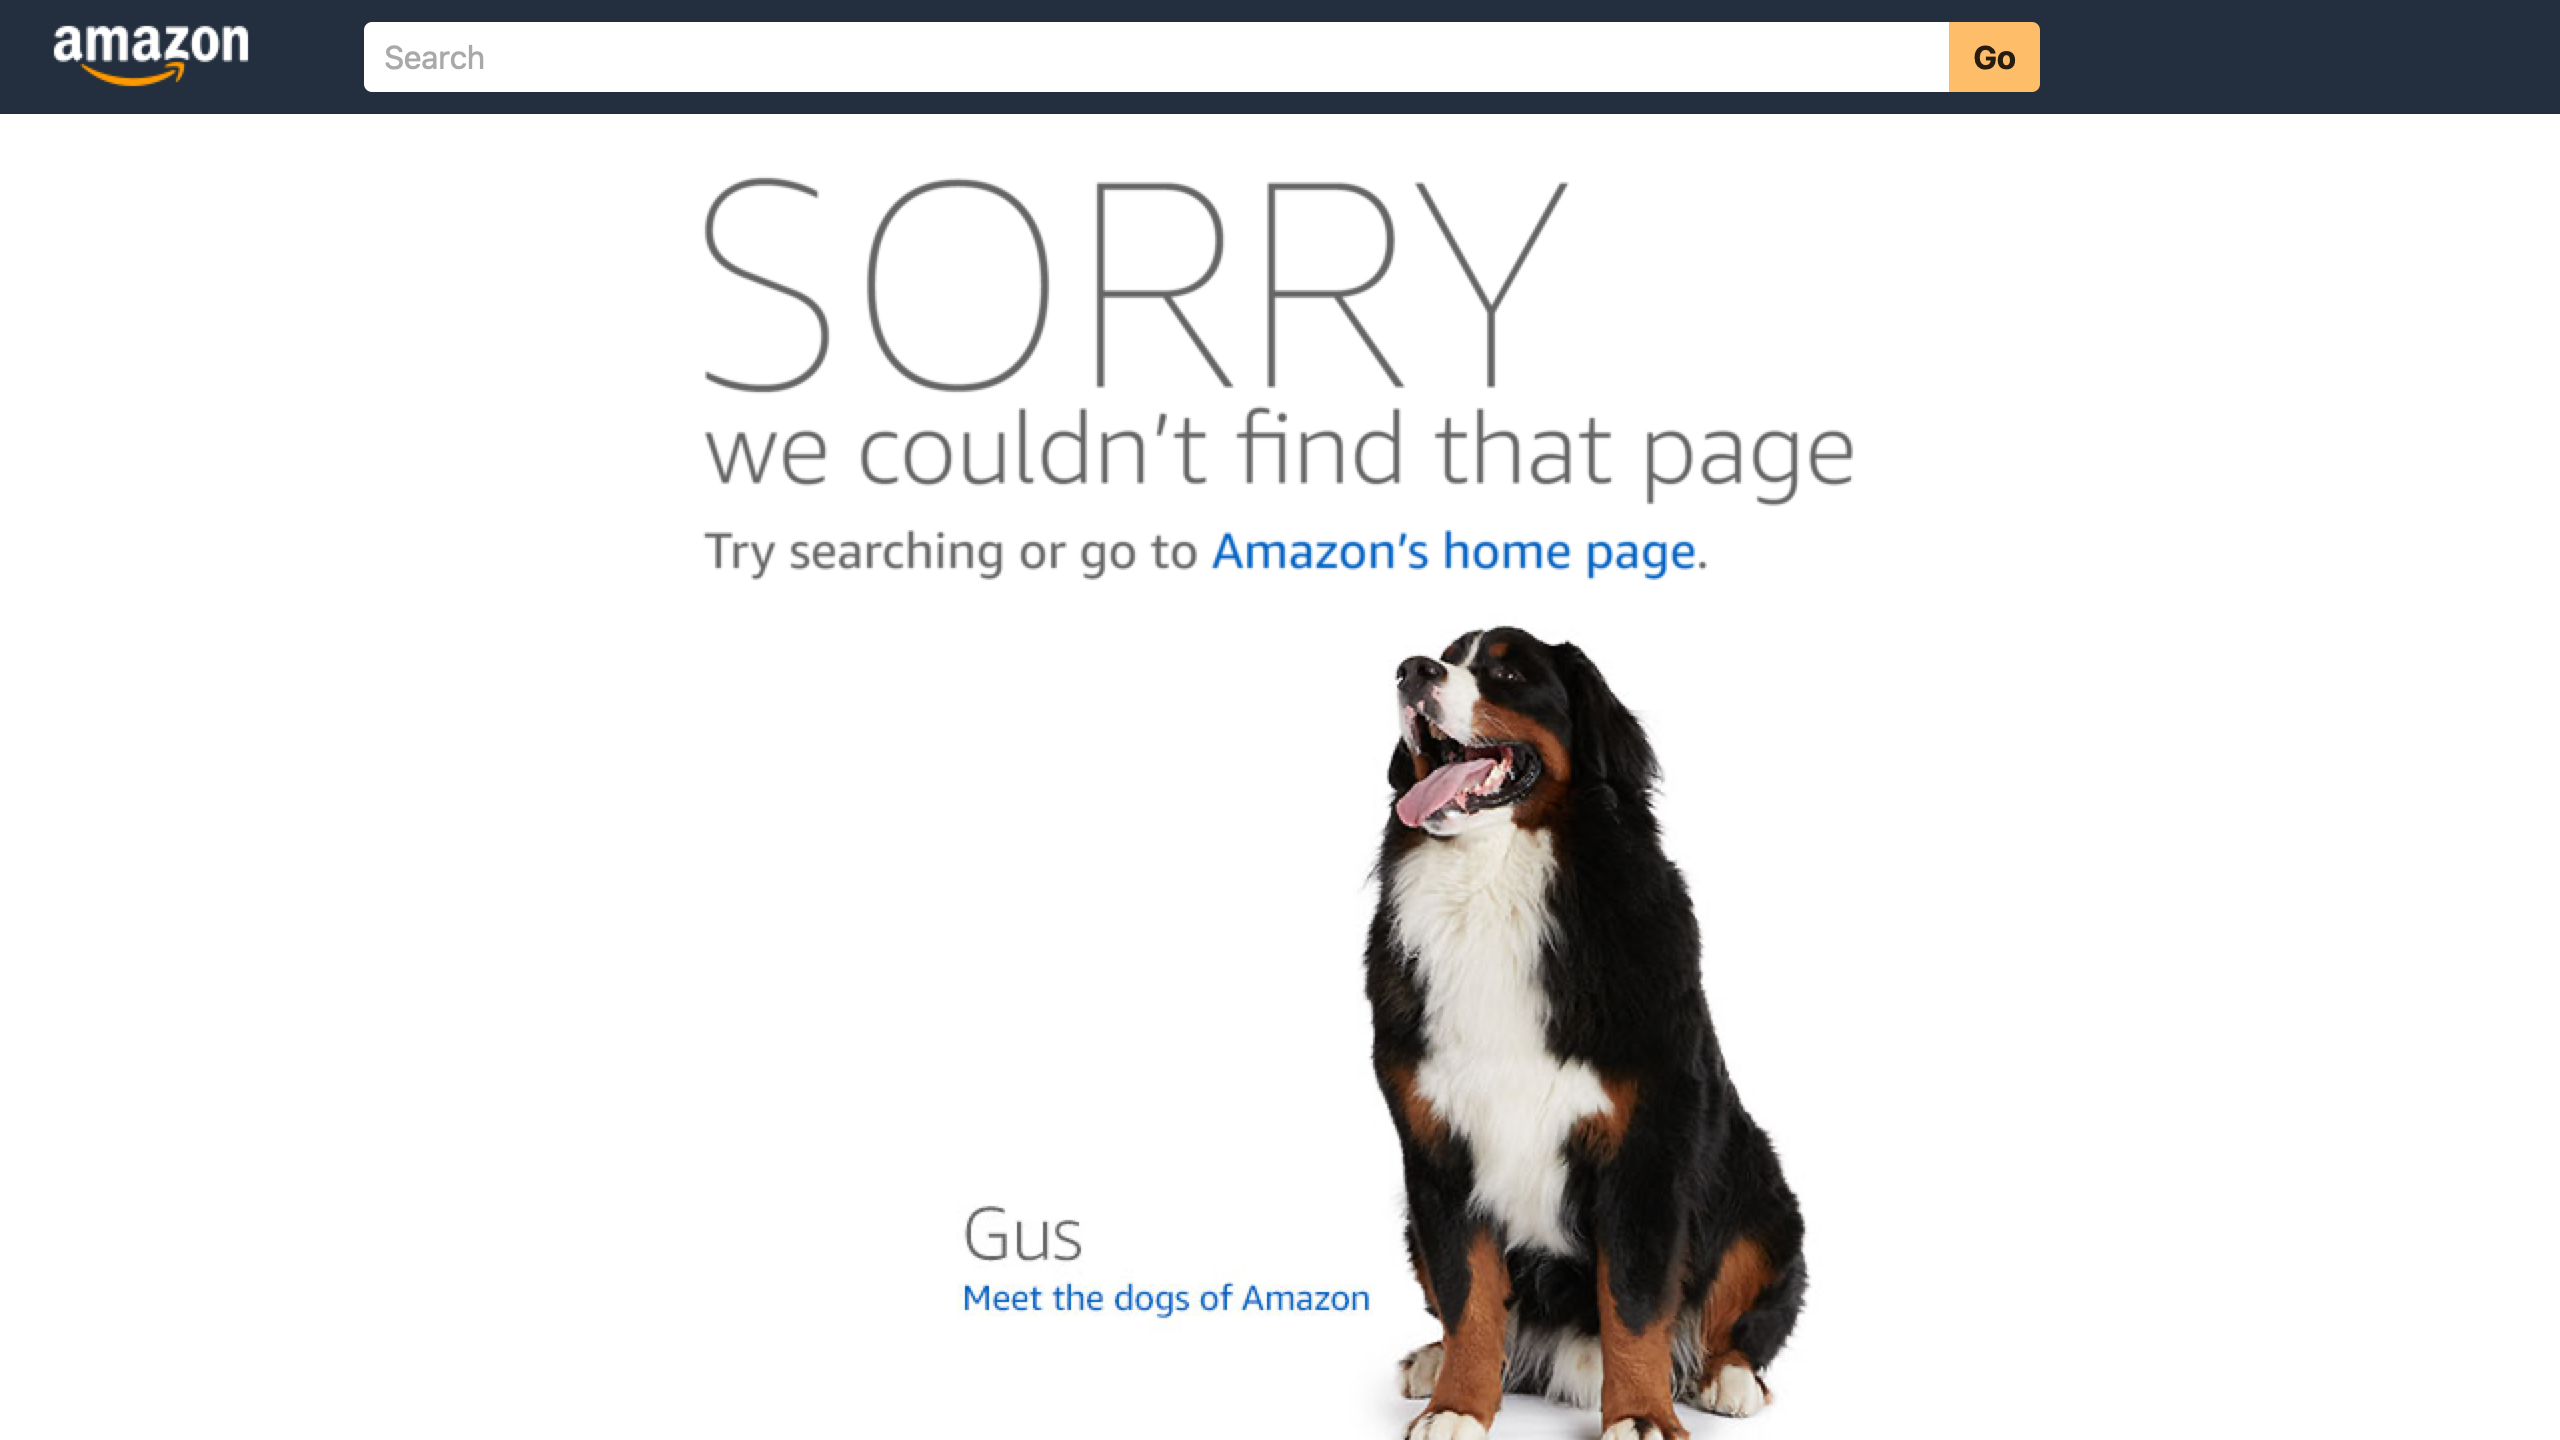 amazon
Search
Go
SORRY
we couldn't find that page
Try searching or go to Amazon's home page.
Gus
Meet the dogs of Amazon